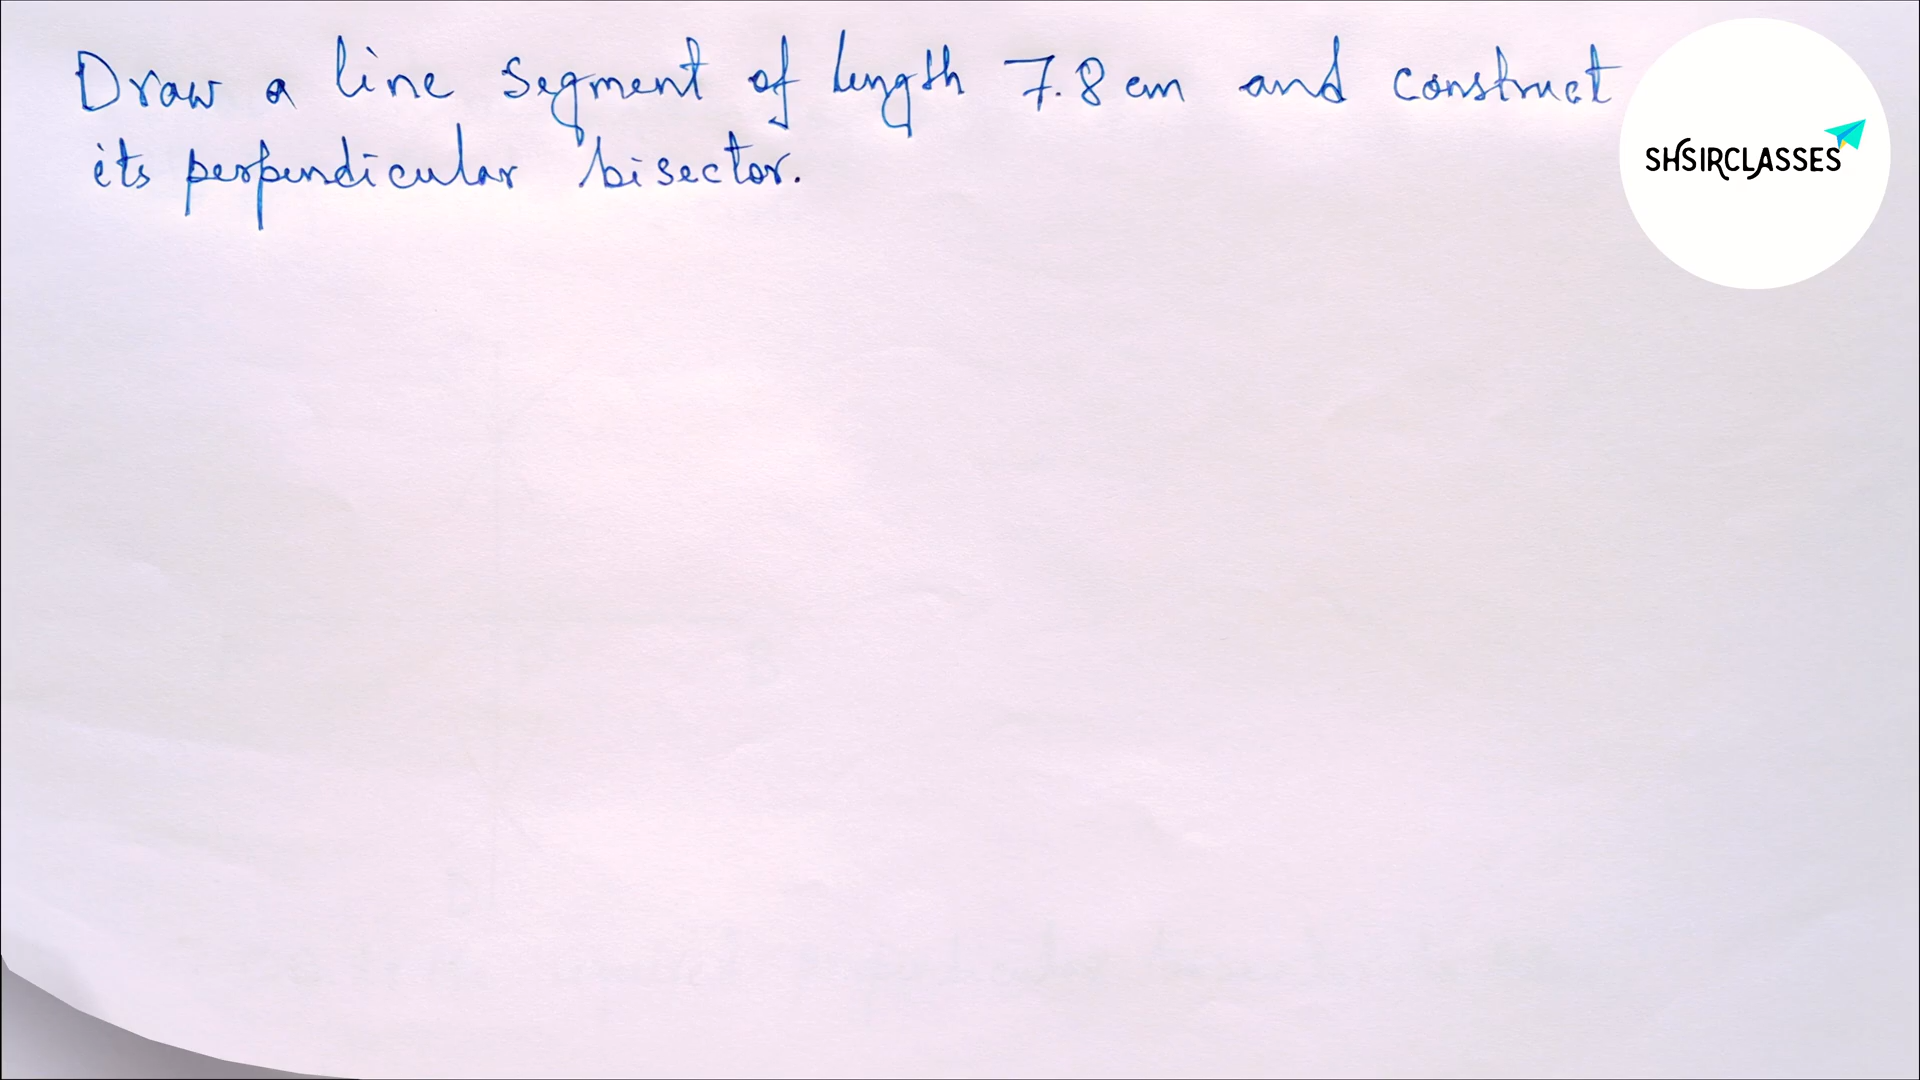 Draw a line segment of length 7.8 cm and construct
its perpendicular bisector.
SHSIRCLASSES